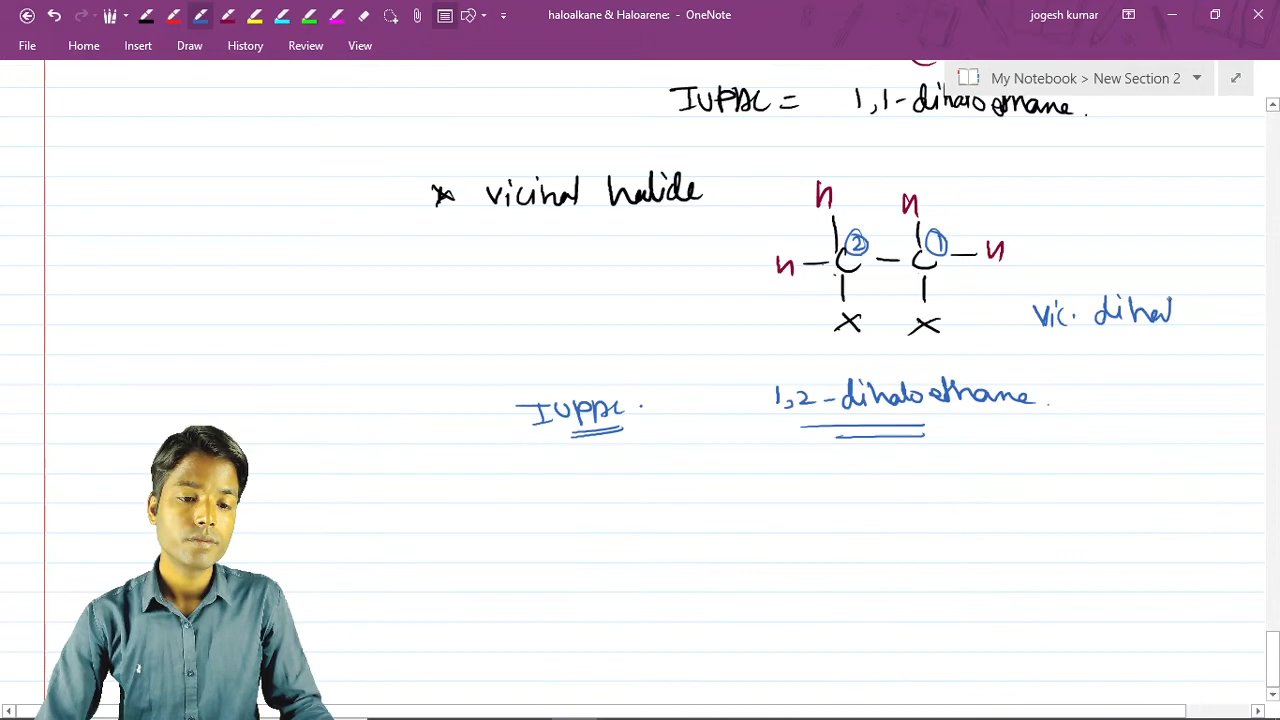 haloalkane & Haloarene: - OneNote
jogesh kumar
File Home Insert Draw History Review View
My Notebook > New Section 2
IUPAC = 1,1-dihaloethane.
* vicinal halide
H H
2 1
H - C - C - H
X X
Vic. dihal
IUPAC. 1,2-dihaloethane.